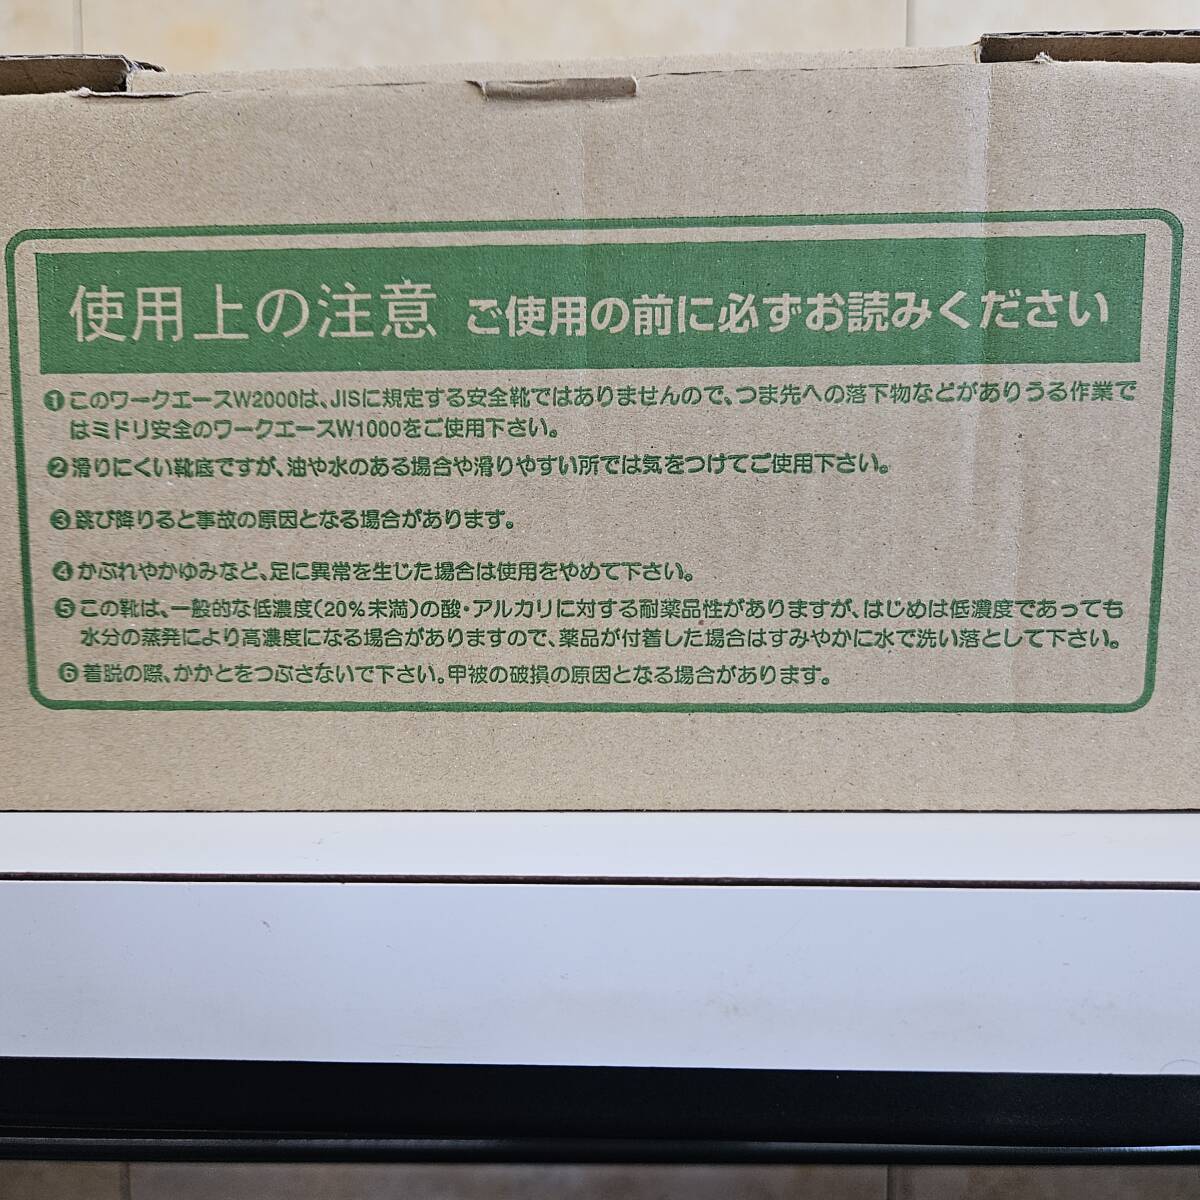 使用上の注意 ご使用の前に必ずお読みください
❶このワークエースW2000は、JISに規定する安全靴ではありませんので、つま先への落下物などがありうる作業で
はミドリ安全のワークエースW1000をご使用下さい。
❷滑りにくい靴底ですが、油や水のある場合や滑りやすい所では気をつけてご使用下さい。
❸跳び降りると事故の原因となる場合があります。
❹かぶれやかゆみなど、足に異常を生じた場合は使用をやめて下さい。
❺この靴は、一般的な低濃度(20%未満)の酸・アルカリに対する耐薬品性がありますが、はじめは低濃度であっても
水分の蒸発により高濃度になる場合がありますので、薬品が付着した場合はすみやかに水で洗い落として下さい。
❻着脱の際、かかとをつぶさないで下さい。甲被の破損の原因となる場合があります。